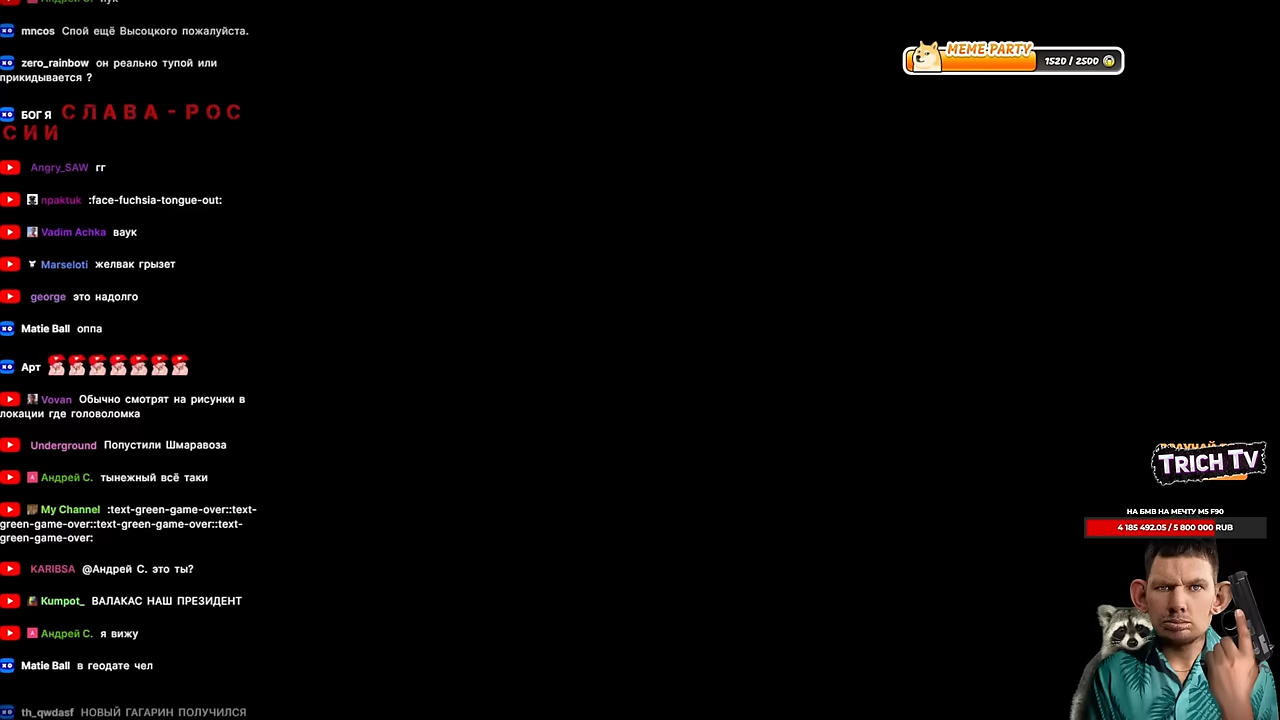 Андрей С. пук
mncos Спой ещё Высоцкого пожалуйста.
zero_rainbow он реально тупой или
прикидывается ?
БОГ Я СЛАВА-РОС
СИИ
Angry_SAW гг
npaktuk :face-fuchsia-tongue-out:
Vadim Achka ваук
Marseloti желвак грызет
george это надолго
Matie Ball оппа
Арт
Vovan Обычно смотрят на рисунки в
локации где головоломка
Underground Попустили Шмаравоза
Андрей С. тынежный всё таки
My Channel :text-green-game-over::text-
green-game-over::text-green-game-over::text-
green-game-over:
KARIBSA @Андрей С. это ты?
Kumpot_ ВАЛАКАС НАШ ПРЕЗИДЕНТ
Андрей С. я вижу
Matie Ball в геодате чел
th_qwdasf НОВЫЙ ГАГАРИН ПОЛУЧИЛСЯ
MEME PARTY
1520 / 2500
TRICH TV
НА БМВ НА МЕЧТУ M5 F90
4 185 492.05 / 5 800 000 RUB